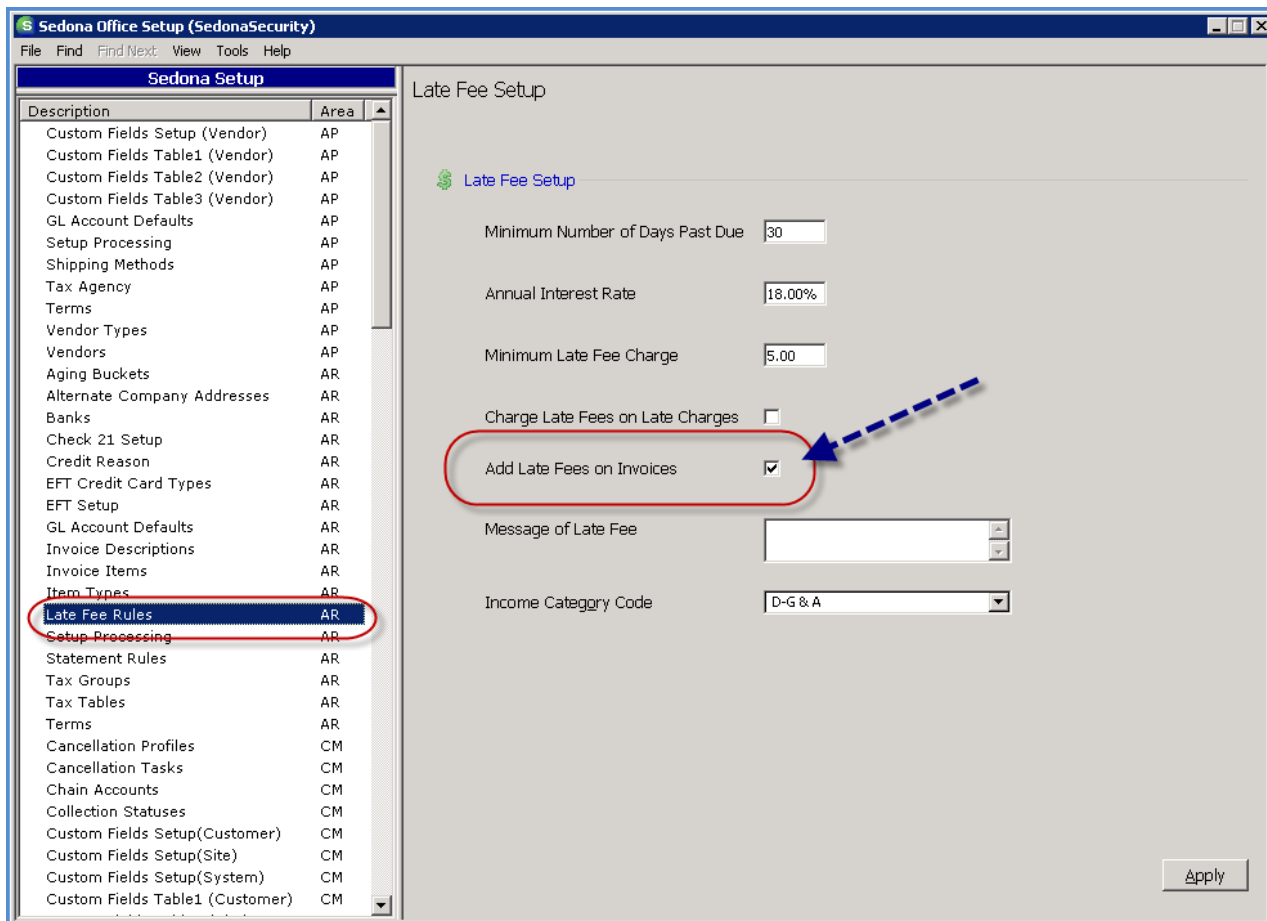 Sedona Office Setup (SedonaSecurity)
File Find Find Next View Tools Help
Sedona Setup
Description Area
Custom Fields Setup (Vendor) AP
Custom Fields Table1 (Vendor) AP
Custom Fields Table2 (Vendor) AP
Custom Fields Table3 (Vendor) AP
GL Account Defaults AP
Setup Processing AP
Shipping Methods AP
Tax Agency AP
Terms AP
Vendor Types AP
Vendors AP
Aging Buckets AR
Alternate Company Addresses AR
Banks AR
Check 21 Setup AR
Credit Reason AR
EFT Credit Card Types AR
EFT Setup AR
GL Account Defaults AR
Invoice Descriptions AR
Invoice Items AR
Item Types AR
Late Fee Rules AR
Setup Processing AR
Statement Rules AR
Tax Groups AR
Tax Tables AR
Terms AR
Cancellation Profiles CM
Cancellation Tasks CM
Chain Accounts CM
Collection Statuses CM
Custom Fields Setup(Customer) CM
Custom Fields Setup(Site) CM
Custom Fields Setup(System) CM
Custom Fields Table1 (Customer) CM
Late Fee Setup
$ Late Fee Setup
Minimum Number of Days Past Due 30
Annual Interest Rate 18.00%
Minimum Late Fee Charge 5.00
Charge Late Fees on Late Charges
Add Late Fees on Invoices
Message of Late Fee
Income Category Code D-G & A
Apply